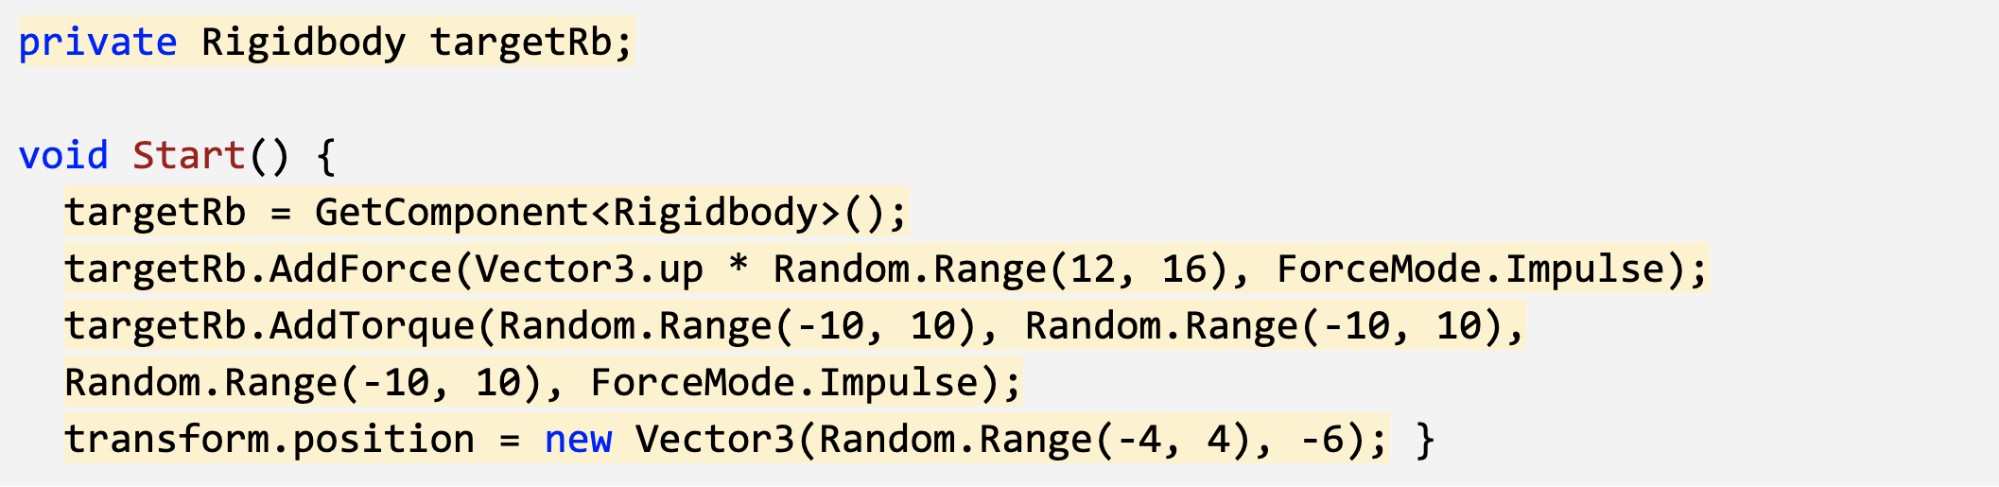 private Rigidbody targetRb;
void Start() {
targetRb = GetComponent<Rigidbody>();
targetRb.AddForce(Vector3.up * Random.Range(12, 16), ForceMode.Impulse);
targetRb.AddTorque(Random.Range(-10, 10), Random.Range(-10, 10),
Random.Range(-10, 10), ForceMode.Impulse);
transform.position = new Vector3(Random.Range(-4, 4), -6); }